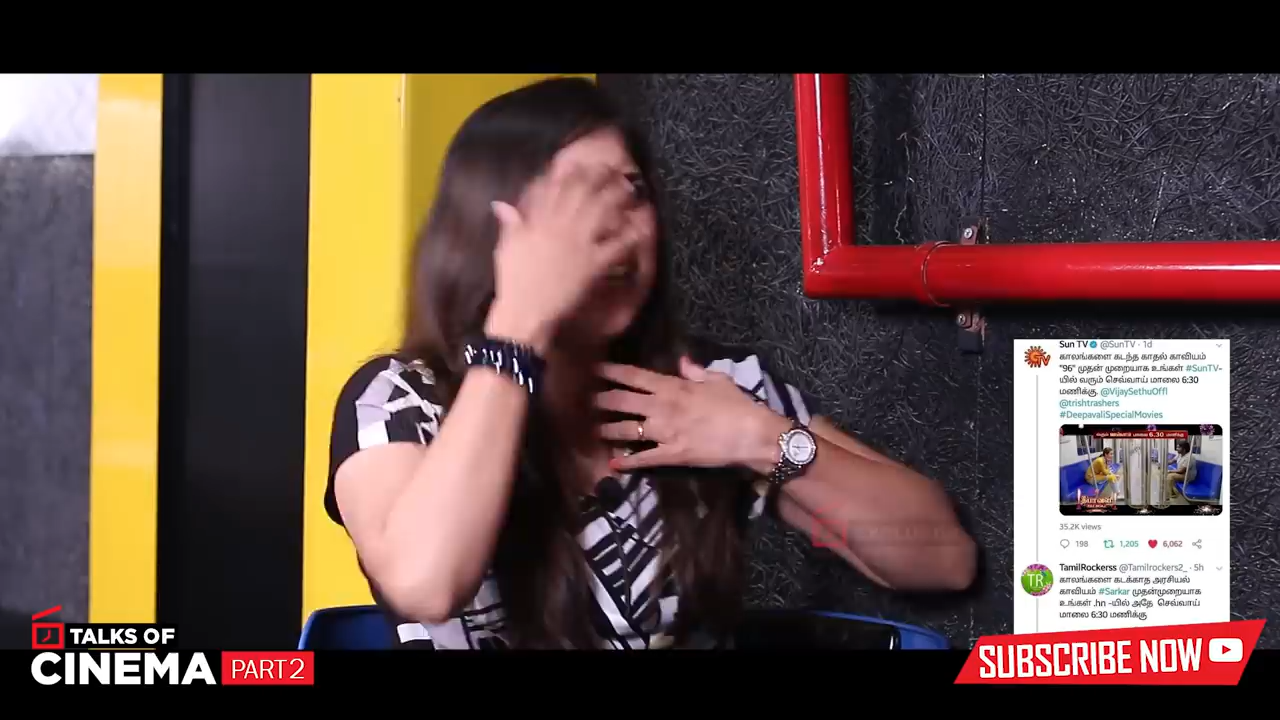 Sun TV @SunTV · 1d
காலங்களை கடந்த காதல் காவியம்
"96" முதன் முறையாக உங்கள் #SunTV-
யில் வரும் செவ்வாய் மாலை 6:30
மணிக்கு. @VijaySethuOffl
@trishtrashers
#DeepavaliSpecialMovies
35.2K views
198 1,205 6,062
TamilRockerss @Tamilrockers2_ · 5h
TR
காலங்களை கடக்காத அரசியல்
காவியம் #Sarkar முதன்முறையாக
உங்கள் .hn -யில் அதே செவ்வாய்
மாலை 6:30 மணிக்கு
TALKS OF
CINEMA PART 2
SUBSCRIBE NOW